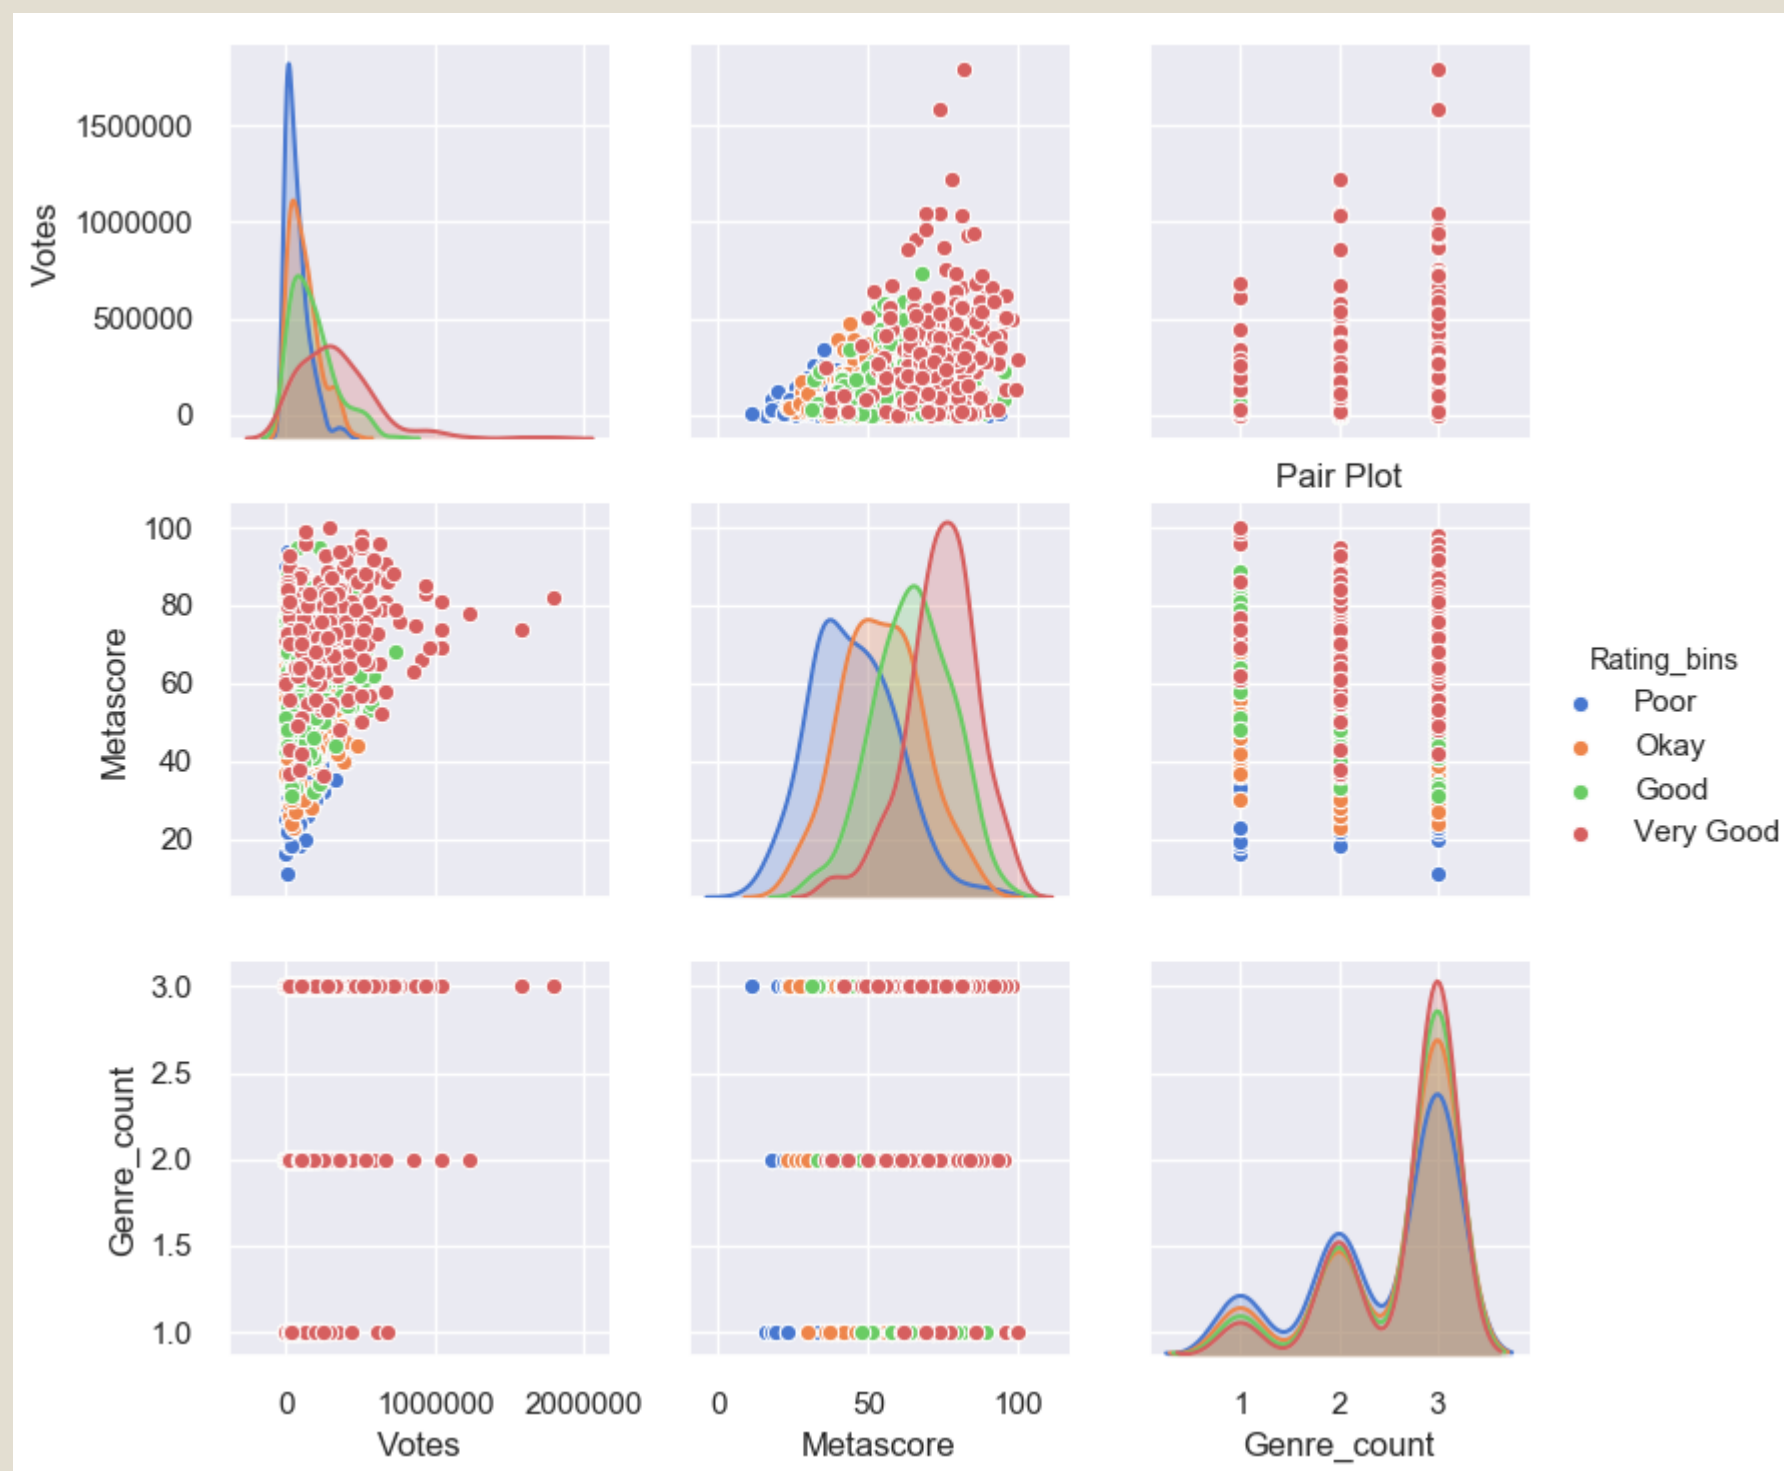 Votes
1500000
1000000
500000
0
Pair Plot
Metascore
100
80
60
40
20
Rating_bins
Poor
Okay
Good
Very Good
Genre_count
3.0
2.5
2.0
1.5
1.0
0 1000000 2000000
0 50 100
1 2 3
Votes
Metascore
Genre_count